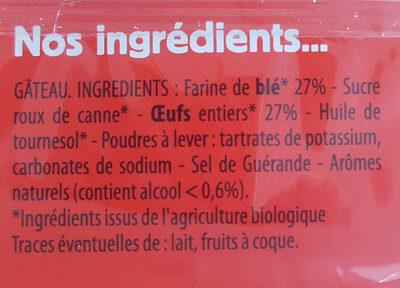 Nos ingrédients...
GÂTEAU. INGREDIENTS : Farine de blé* 27% - Sucre
roux de canne* - Œufs entiers* 27% - Huile de
tournesol* - Poudres à lever : tartrates de potassium,
carbonates de sodium - Sel de Guérande - Arômes
naturels (contient alcool < 0,6%).
*Ingrédients issus de l'agriculture biologique
Traces éventuelles de : lait, fruits à coque.